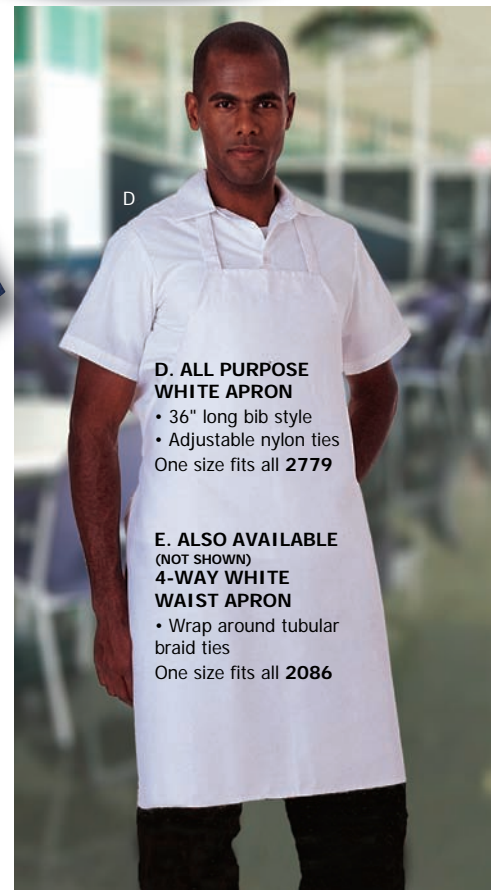 D
D. ALL PURPOSE
WHITE APRON
• 36" long bib style
• Adjustable nylon ties
One size fits all 2779
E. ALSO AVAILABLE
(NOT SHOWN)
4-WAY WHITE
WAIST APRON
• Wrap around tubular
braid ties
One size fits all 2086